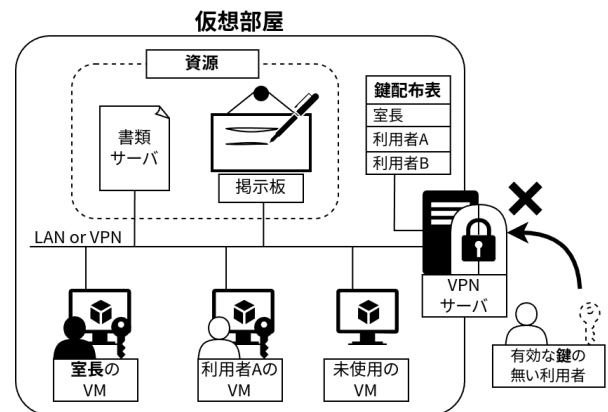 仮想部屋
資源
書類
サーバ
掲示板
鍵配布表
室長
利用者A
利用者B
LAN or VPN
VPN
サーバ
室長の
VM
利用者Aの
VM
未使用の
VM
有効な鍵の
無い利用者